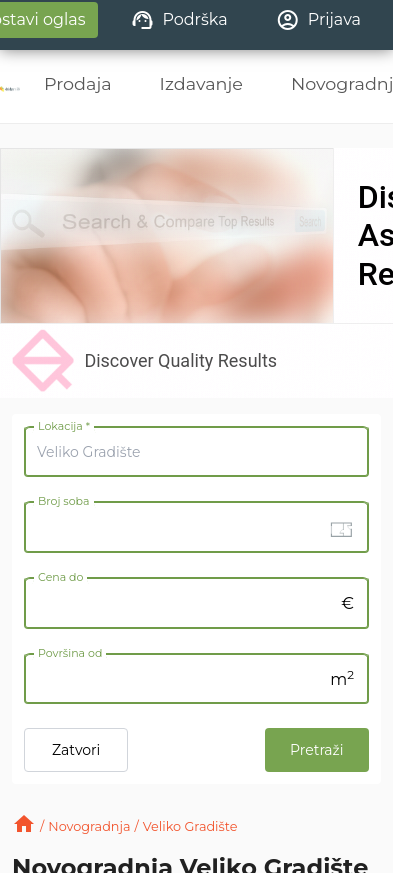 ostavi oglas
Podrška
Prijava
Prodaja
Izdavanje
Novogradnj
Search & Compare Top Results
Search
Dis
As
Re
Discover Quality Results
Lokacija *
Veliko Gradište
Broj soba
Cena do
€
Površina od
m²
Zatvori
Pretraži
/ Novogradnja / Veliko Gradište
Novogradnja Veliko Gradište